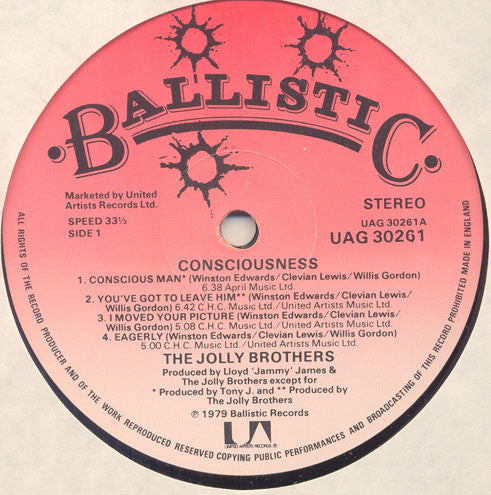 ·BALLISTIC·
Marketed by United
Artists Records Ltd.
SPEED 33⅓
SIDE 1
STEREO
UAG 30261A
UAG 30261
CONSCIOUSNESS
1. CONSCIOUS MAN* (Winston Edwards/Clevian Lewis/Willis Gordon)
6.38 April Music Ltd.
2. YOU'VE GOT TO LEAVE HIM** (Winston Edwards/Clevian Lewis/
Willis Gordon) 6.42 C.H.C. Music Ltd./United Artists Music Ltd.
3. I MOVED YOUR PICTURE (Winston Edwards/Clevian Lewis/Willis
Gordon) 5.08 C.H.C. Music Ltd./United Artists Music Ltd.
4. EAGERLY (Winston Edwards/Clevian Lewis/Willis Gordon)
5.00 C.H.C. Music Ltd./United Artists Music Ltd.
THE JOLLY BROTHERS
Produced by Lloyd 'Jammy' James &
The Jolly Brothers except for
* Produced by Tony J. and ** Produced by
The Jolly Brothers
℗ 1979 Ballistic Records
UA
UNITED ARTISTS RECORDS ®
ALL RIGHTS OF THE RECORD PRODUCER AND OF THE WORK REPRODUCED RESERVED COPYING PUBLIC PERFORMANCES AND BROADCASTING OF THIS RECORD PROHIBITED MADE IN ENGLAND